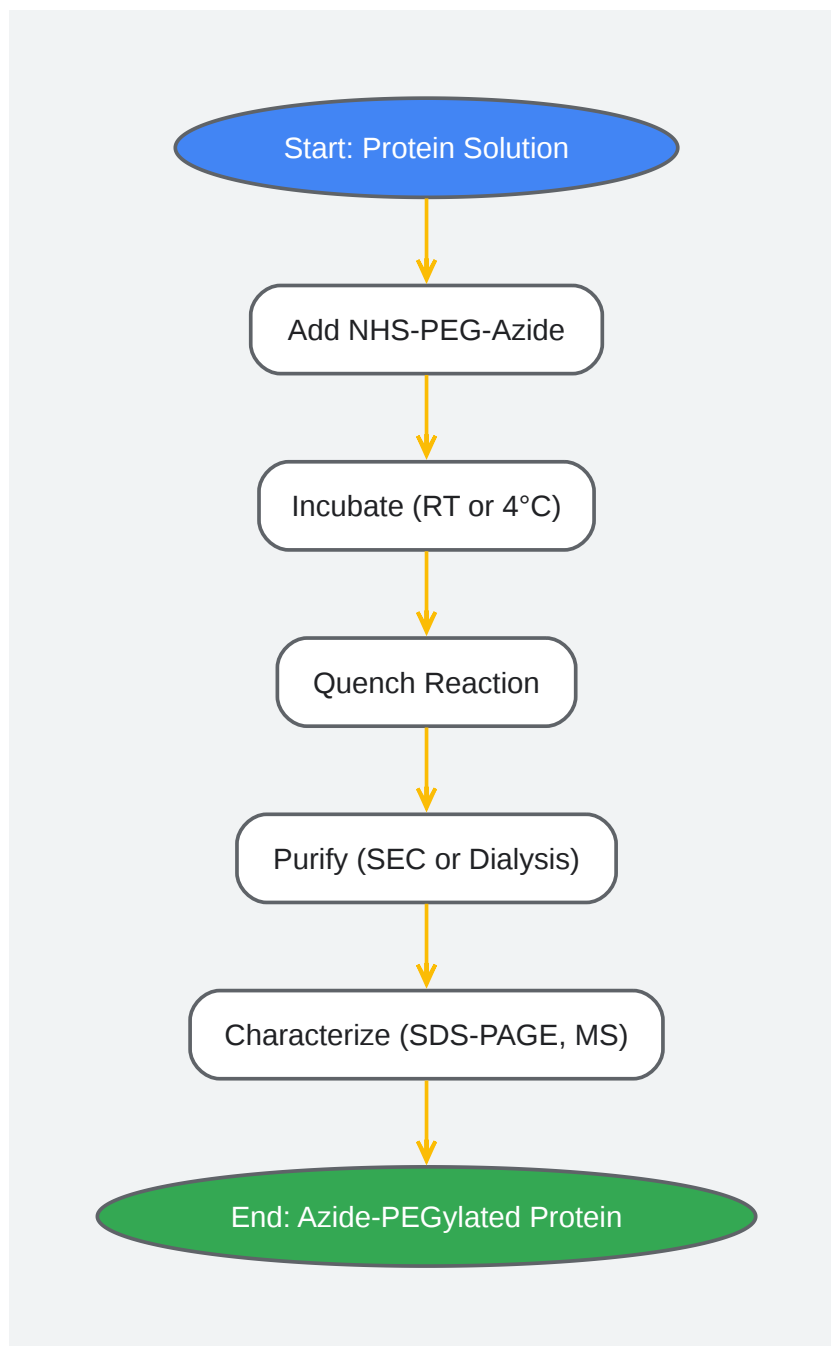 Start: Protein Solution
Add NHS-PEG-Azide
Incubate (RT or 4°C)
Quench Reaction
Purify (SEC or Dialysis)
Characterize (SDS-PAGE, MS)
End: Azide-PEGylated Protein